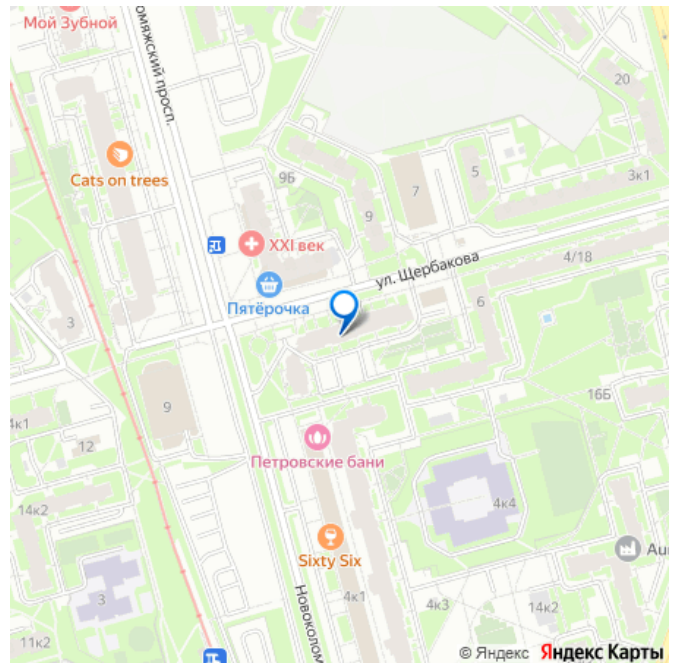 Мой Зубной
омяжский просп.
20
Cats on trees
9Б
5
7
3к1
9
XXI век
ул. Щербакова
4/18
Пятёрочка
6
3
9
16Б
4к1
12
Петровские бани
14к2
4к4
Sixty Six
Au
3
4к1
4к3
14к2
Новоколом
11к2
© Яндекс Яндекс Карты